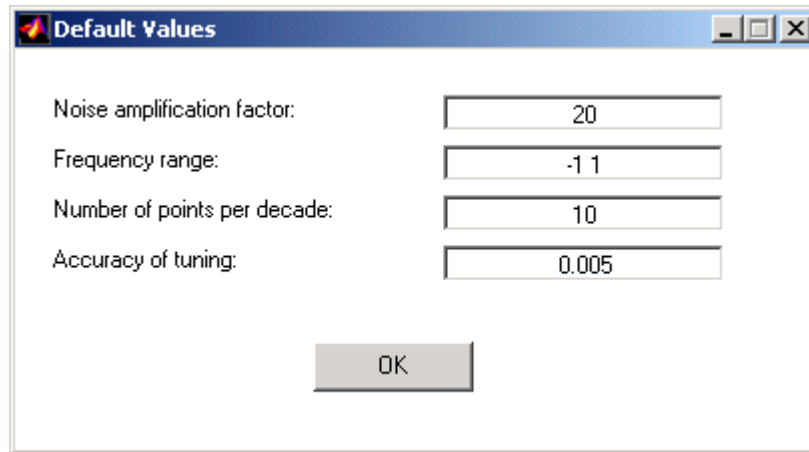 Default Values
Noise amplification factor: 20
Frequency range: -1 1
Number of points per decade: 10
Accuracy of tuning: 0.005
OK